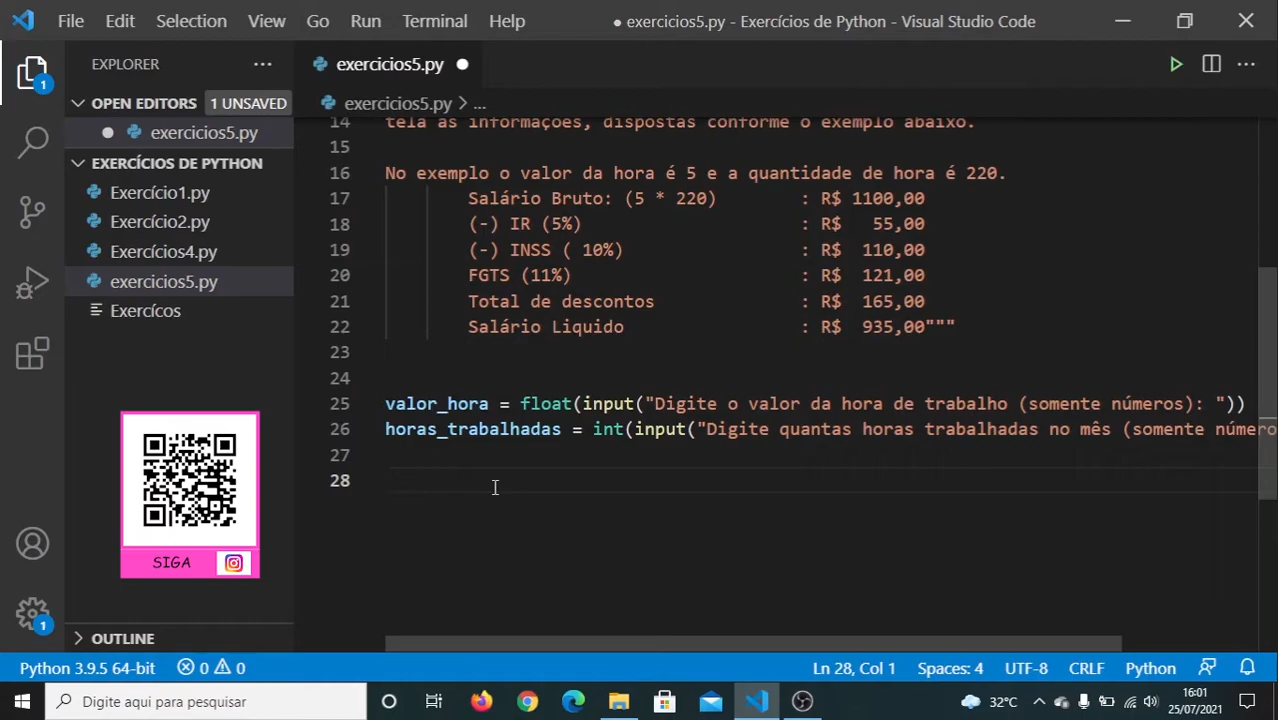 File Edit Selection View Go Run Terminal Help
● exercicios5.py - Exercícios de Python - Visual Studio Code
EXPLORER
exercicios5.py
OPEN EDITORS 1 UNSAVED
exercicios5.py > ...
exercicios5.py
EXERCÍCIOS DE PYTHON
Exercício1.py
Exercício2.py
Exercícios4.py
exercicios5.py
Exercícos
14 tela as informações, dispostas conforme o exemplo abaixo.
15
16 No exemplo o valor da hora é 5 e a quantidade de hora é 220.
17 Salário Bruto: (5 * 220) : R$ 1100,00
18 (-) IR (5%) : R$ 55,00
19 (-) INSS ( 10%) : R$ 110,00
20 FGTS (11%) : R$ 121,00
21 Total de descontos : R$ 165,00
22 Salário Liquido : R$ 935,00"""
23
24
25 valor_hora = float(input("Digite o valor da hora de trabalho (somente números): "))
26 horas_trabalhadas = int(input("Digite quantas horas trabalhadas no mês (somente número
27
28
SIGA
1
1
OUTLINE
Python 3.9.5 64-bit 0 0 Ln 28, Col 1 Spaces: 4 UTF-8 CRLF Python
Digite aqui para pesquisar
32°C
16:01
25/07/2021